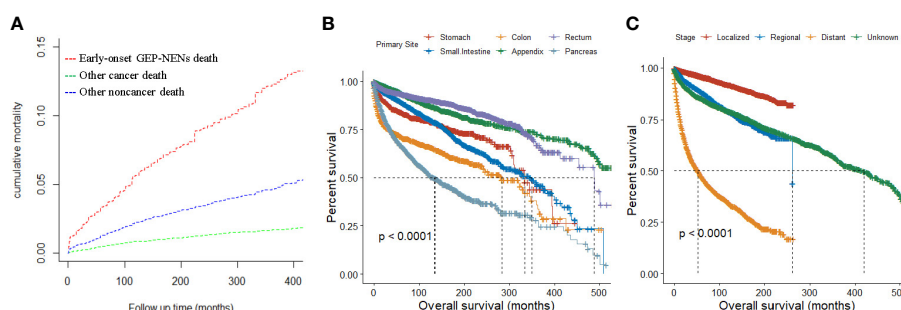 A
cumulative mortality
0.15
0.10
0.05
0.00
Early-onset GEP-NENs death
Other cancer death
Other noncancer death
0 100 200 300 400
Follow up time (months)
B
Primary Site Stomach Colon Rectum
Small.Intestine Appendix Pancreas
Percent survival
1.00
0.75
0.50
0.25
0.00
p < 0.0001
0 100 200 300 400 500
Overall survival (months)
C
Stage Localized Regional Distant Unknown
Percent survival
1.00
0.75
0.50
0.25
0.00
p < 0.0001
0 100 200 300 400 500
Overall survival (months)